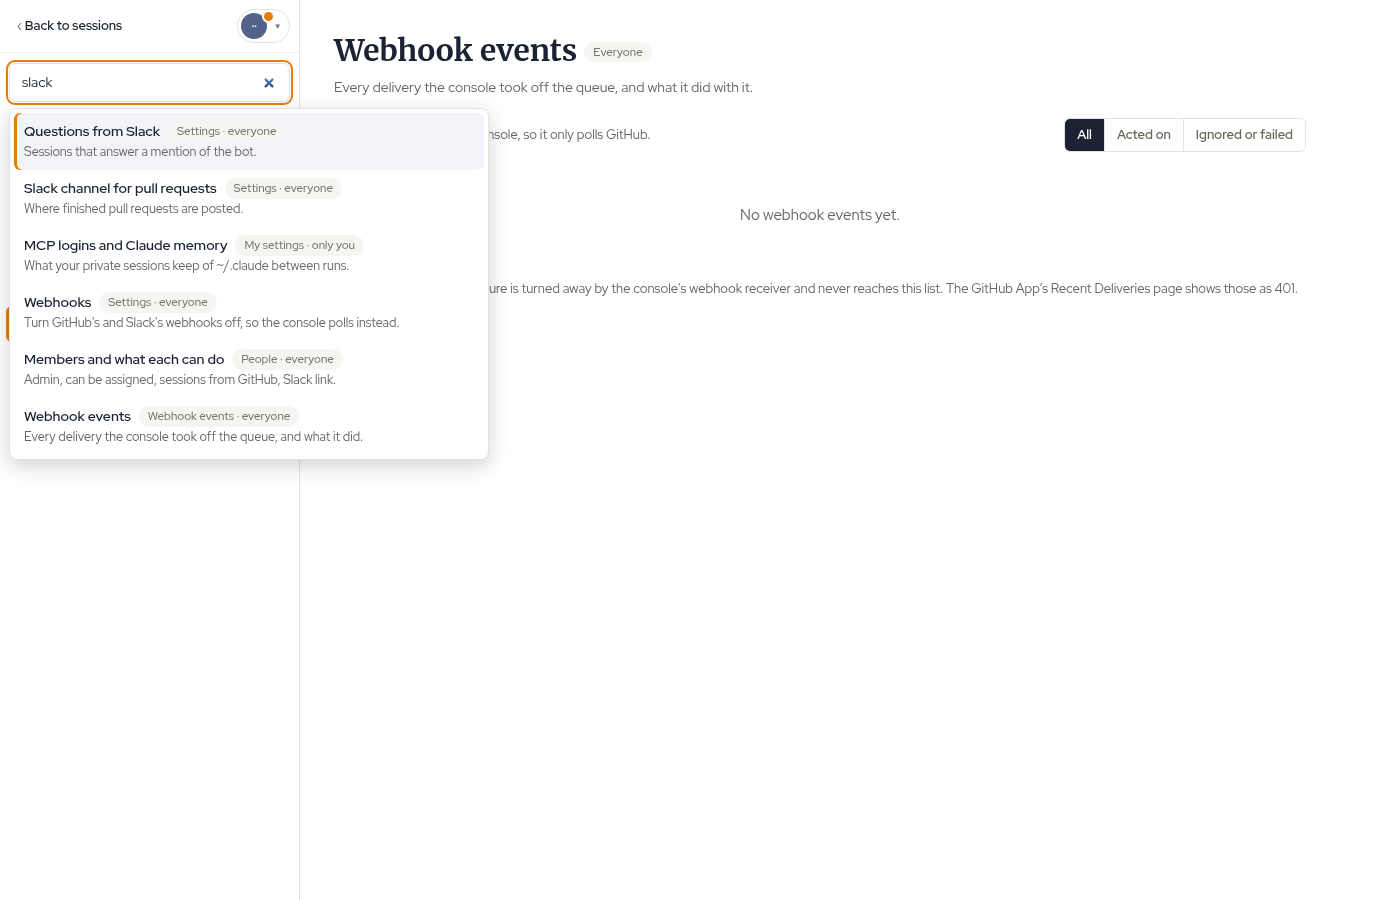 Back to sessions
slack
Questions from Slack Settings · everyone
Sessions that answer a mention of the bot.
Slack channel for pull requests Settings · everyone
Where finished pull requests are posted.
MCP logins and Claude memory My settings · only you
What your private sessions keep of ~/.claude between runs.
Webhooks Settings · everyone
Turn GitHub's and Slack's webhooks off, so the console polls instead.
Members and what each can do People · everyone
Admin, can be assigned, sessions from GitHub, Slack link.
Webhook events Webhook events · everyone
Every delivery the console took off the queue, and what it did.
Webhook events Everyone
Every delivery the console took off the queue, and what it did with it.
so it only polls GitHub.
All Acted on Ignored or failed
No webhook events yet.
is turned away by the console's webhook receiver and never reaches this list. The GitHub App's Recent Deliveries page shows those as 401.